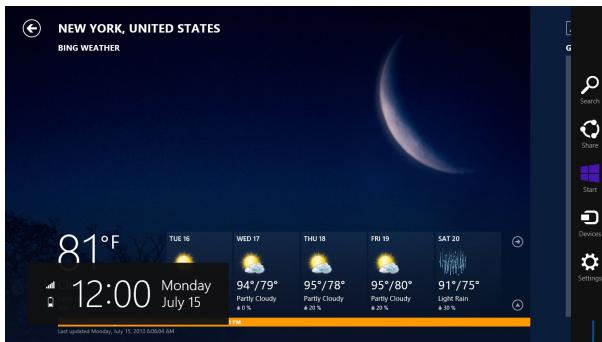 NEW YORK, UNITED STATES
BING WEATHER
G
Search
Share
Start
Devices
Settings
81°F
TUE 16
WED 17
94°/79°
Partly Cloudy
0 %
THU 18
95°/78°
Partly Cloudy
20 %
FRI 19
95°/80°
Partly Cloudy
20 %
SAT 20
91°/75°
Light Rain
30 %
12:00
Monday
July 15
PM
Last updated Monday, July 15, 2013 6:06:04 AM